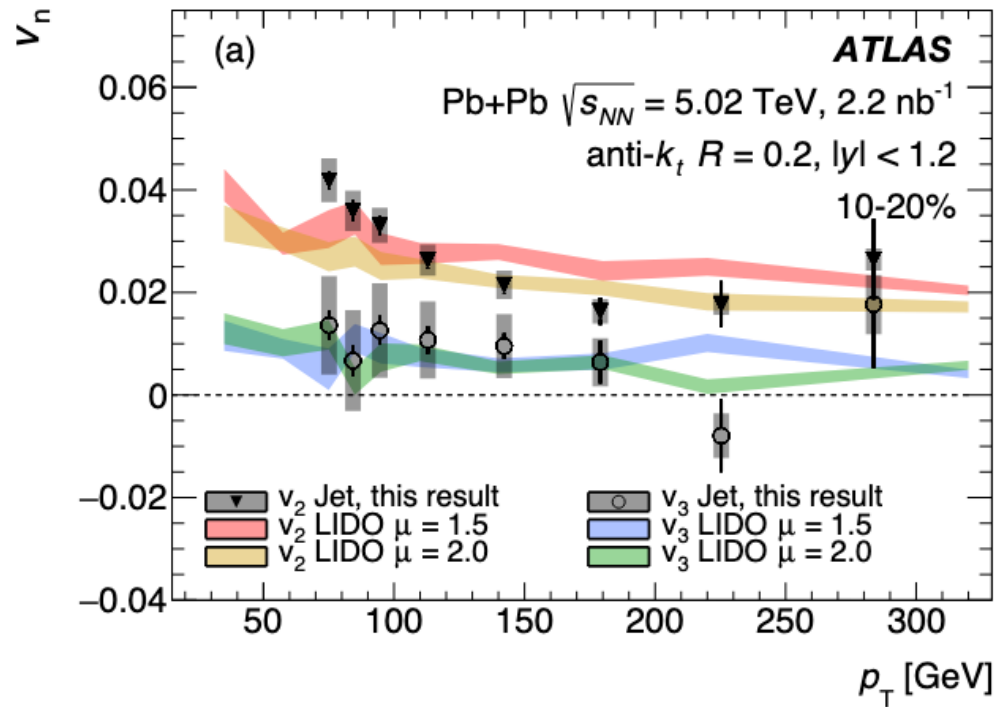 v_n
(a)
ATLAS
Pb+Pb √s_NN = 5.02 TeV, 2.2 nb⁻¹
anti-k_t R = 0.2, |y| < 1.2
10-20%
0.06
0.04
0.02
0
−0.02
−0.04
v₂ Jet, this result
v₂ LIDO μ = 1.5
v₂ LIDO μ = 2.0
v₃ Jet, this result
v₃ LIDO μ = 1.5
v₃ LIDO μ = 2.0
50 100 150 200 250 300
p_T [GeV]